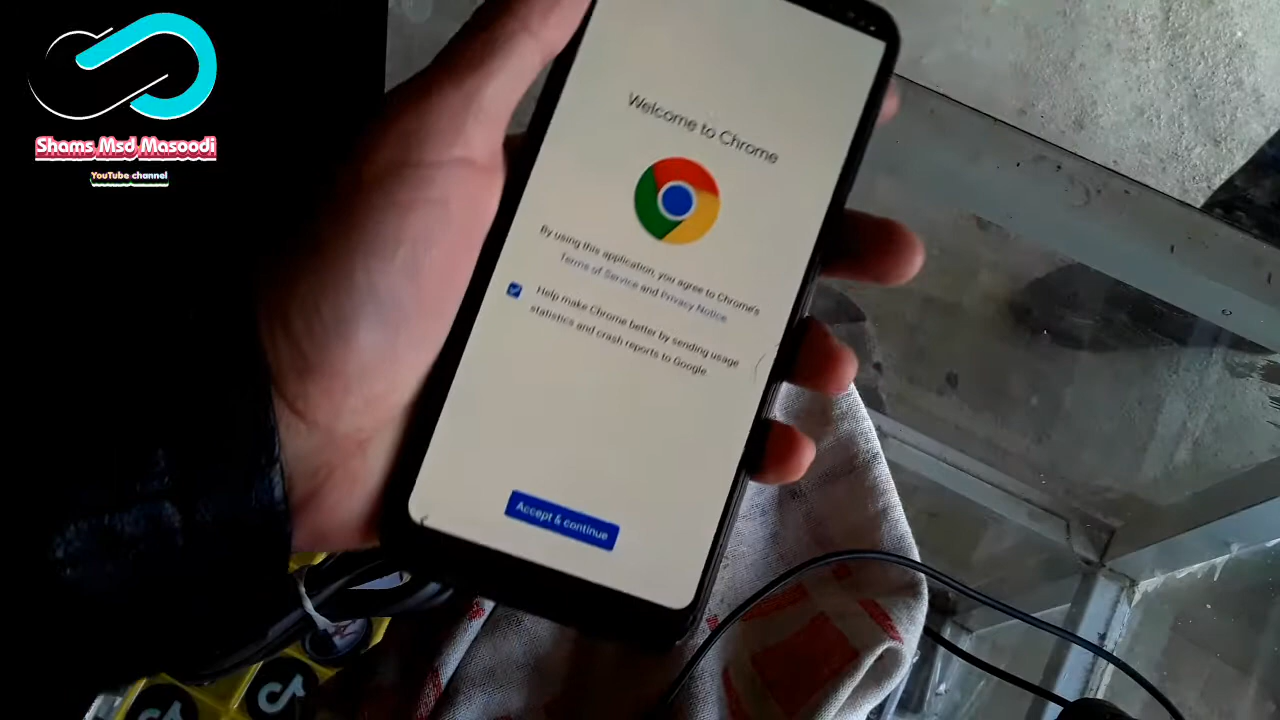 Shams Msd Masoodi
YouTube channel
Welcome to Chrome
By using this application, you agree to Chrome's
Terms of Service and Privacy Notice.
Help make Chrome better by sending usage
statistics and crash reports to Google
Accept & continue